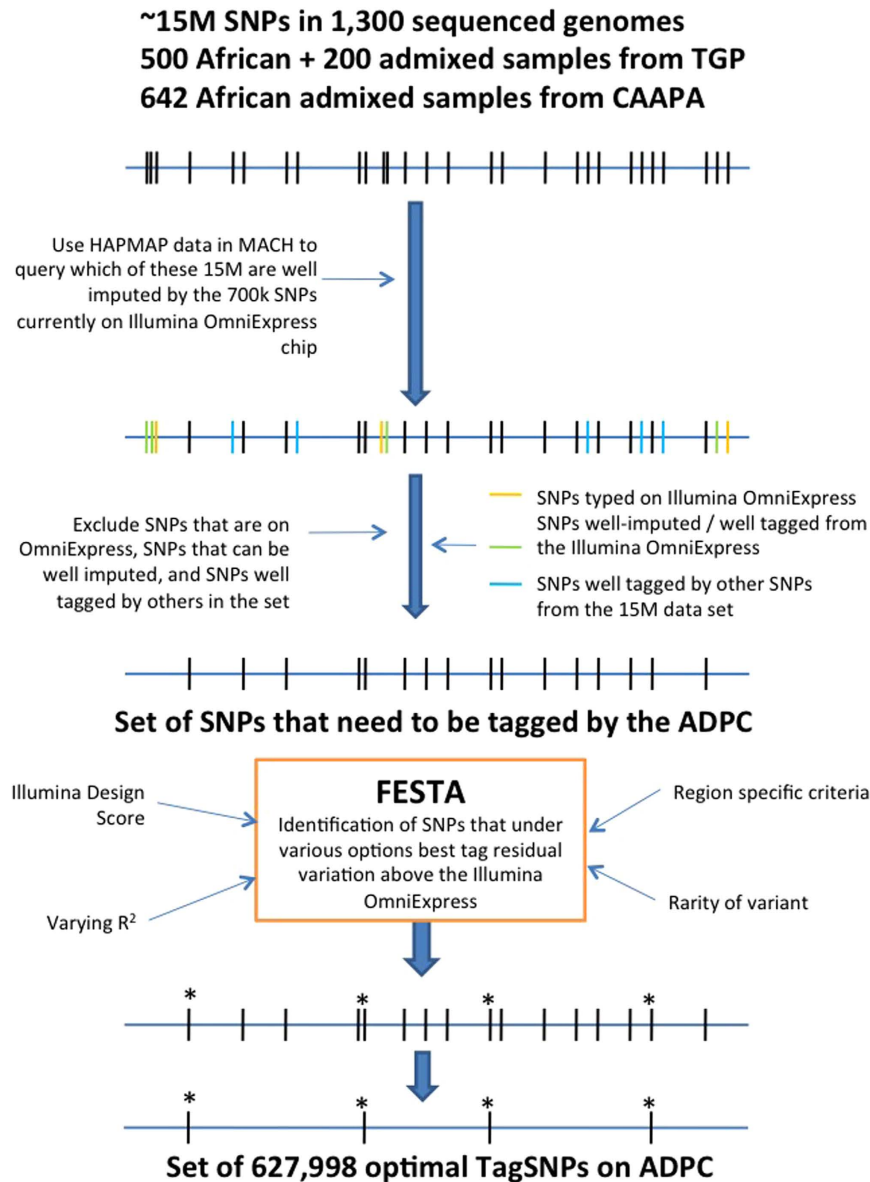 ~15M SNPs in 1,300 sequenced genomes
500 African + 200 admixed samples from TGP
642 African admixed samples from CAAPA
Use HAPMAP data in MACH to
query which of these 15M are well
imputed by the 700k SNPs
currently on Illumina OmniExpress
chip
Exclude SNPs that are on
OmniExpress, SNPs that can be
well imputed, and SNPs well
tagged by others in the set
SNPs typed on Illumina OmniExpress
SNPs well-imputed / well tagged from
the Illumina OmniExpress
SNPs well tagged by other SNPs
from the 15M data set
Set of SNPs that need to be tagged by the ADPC
Illumina Design
Score
Varying R²
FESTA
Identification of SNPs that under
various options best tag residual
variation above the Illumina
OmniExpress
Region specific criteria
Rarity of variant
* * * *
* * * *
Set of 627,998 optimal TagSNPs on ADPC